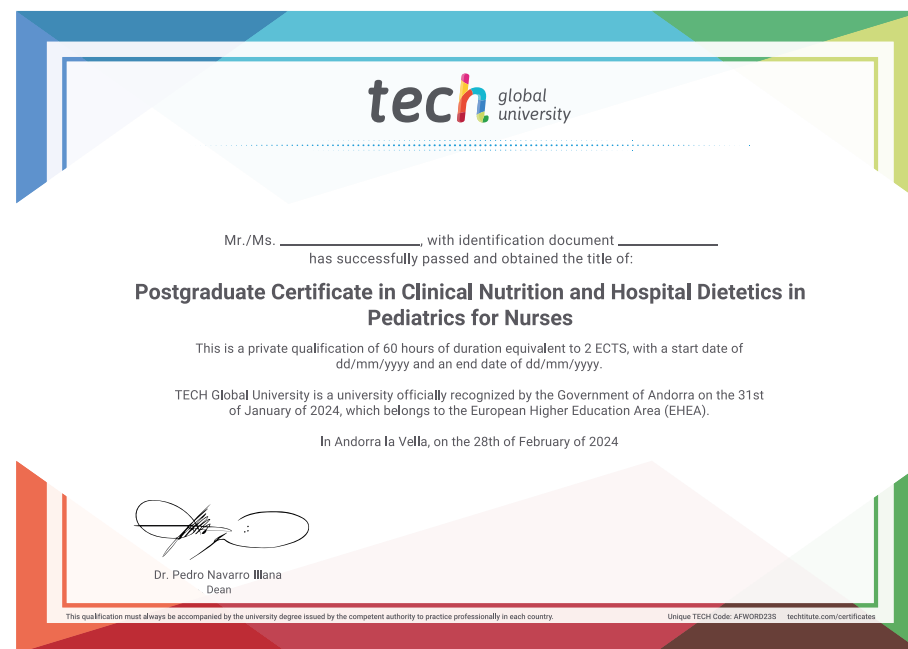 tech global university
Mr./Ms. ____________________, with identification document ______________
has successfully passed and obtained the title of:
Postgraduate Certificate in Clinical Nutrition and Hospital Dietetics in
Pediatrics for Nurses
This is a private qualification of 60 hours of duration equivalent to 2 ECTS, with a start date of
dd/mm/yyyy and an end date of dd/mm/yyyy.
TECH Global University is a university officially recognized by the Government of Andorra on the 31st
of January of 2024, which belongs to the European Higher Education Area (EHEA).
In Andorra la Vella, on the 28th of February of 2024
Dr. Pedro Navarro Illana
Dean
This qualification must always be accompanied by the university degree issued by the competent authority to practice professionally in each country.
Unique TECH Code: AFWORD23S techtitute.com/certificates